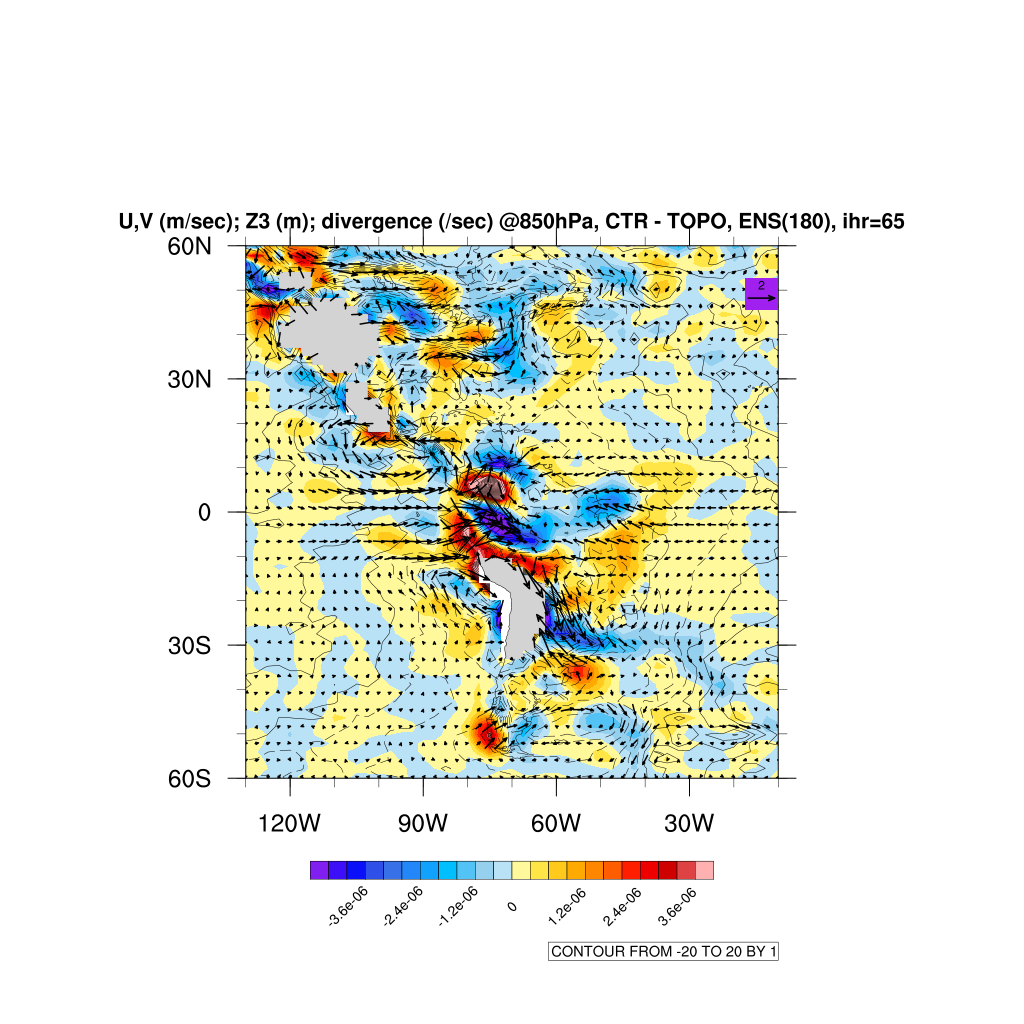 U,V (m/sec); Z3 (m); divergence (/sec) @850hPa, CTR - TOPO, ENS(180), ihr=65
60N
2
30N
0
30S
60S
120W 90W 60W 30W
-3.6e-06 -2.4e-06 -1.2e-06 0 1.2e-06 2.4e-06 3.6e-06
CONTOUR FROM -20 TO 20 BY 1